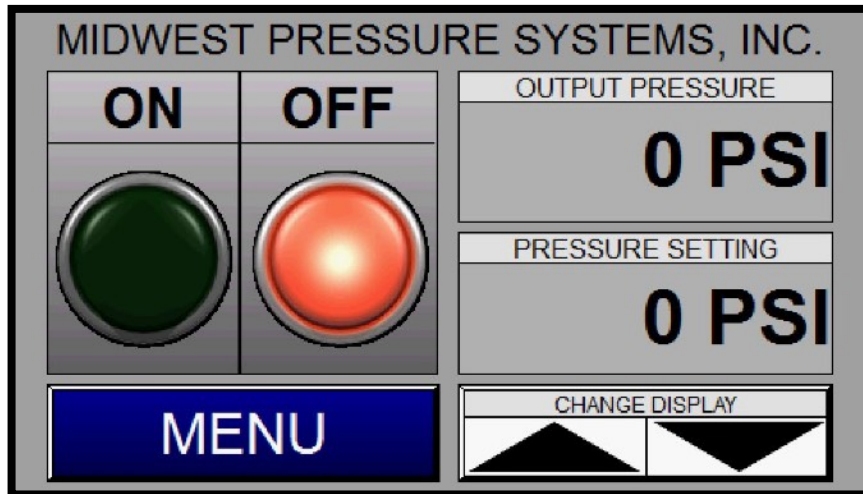 MIDWEST PRESSURE SYSTEMS, INC.
ON
OFF
OUTPUT PRESSURE
0 PSI
PRESSURE SETTING
0 PSI
MENU
CHANGE DISPLAY